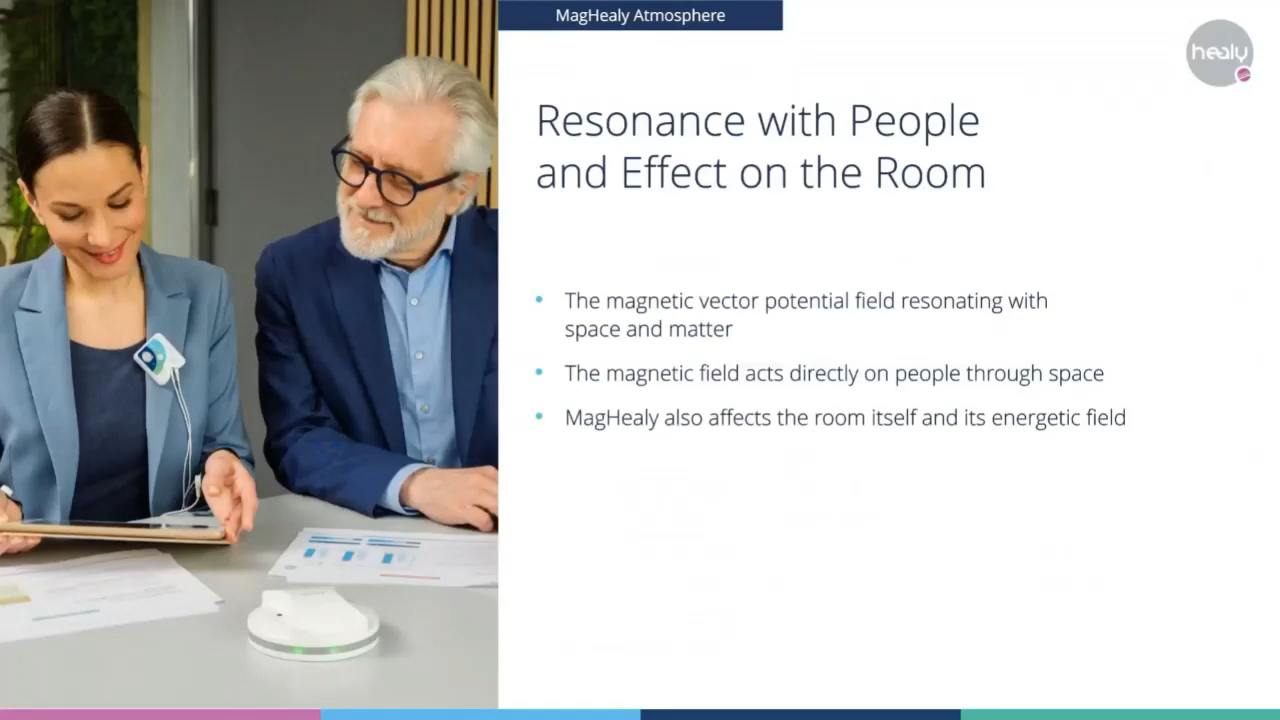 MagHealy Atmosphere
healy
Resonance with People
and Effect on the Room
• The magnetic vector potential field resonating with
space and matter
• The magnetic field acts directly on people through space
• MagHealy also affects the room itself and its energetic field